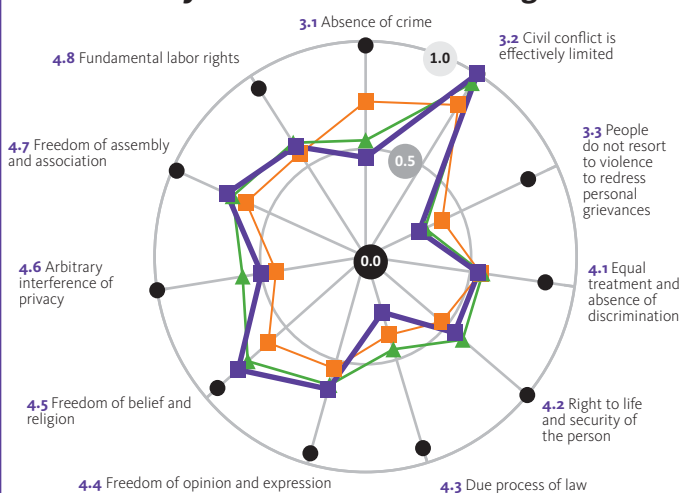 3.1 Absence of crime
3.2 Civil conflict is
effectively limited
1.0
4.8 Fundamental labor rights
3.3 People
do not resort
to violence
to redress
personal
grievances
4.7 Freedom of assembly
and association
0.5
0.0
4.6 Arbitrary
interference of
privacy
4.1 Equal
treatment and
absence of
discrimination
4.5 Freedom of belief and
religion
4.2 Right to life
and security of
the person
4.4 Freedom of opinion and expression
4.3 Due process of law